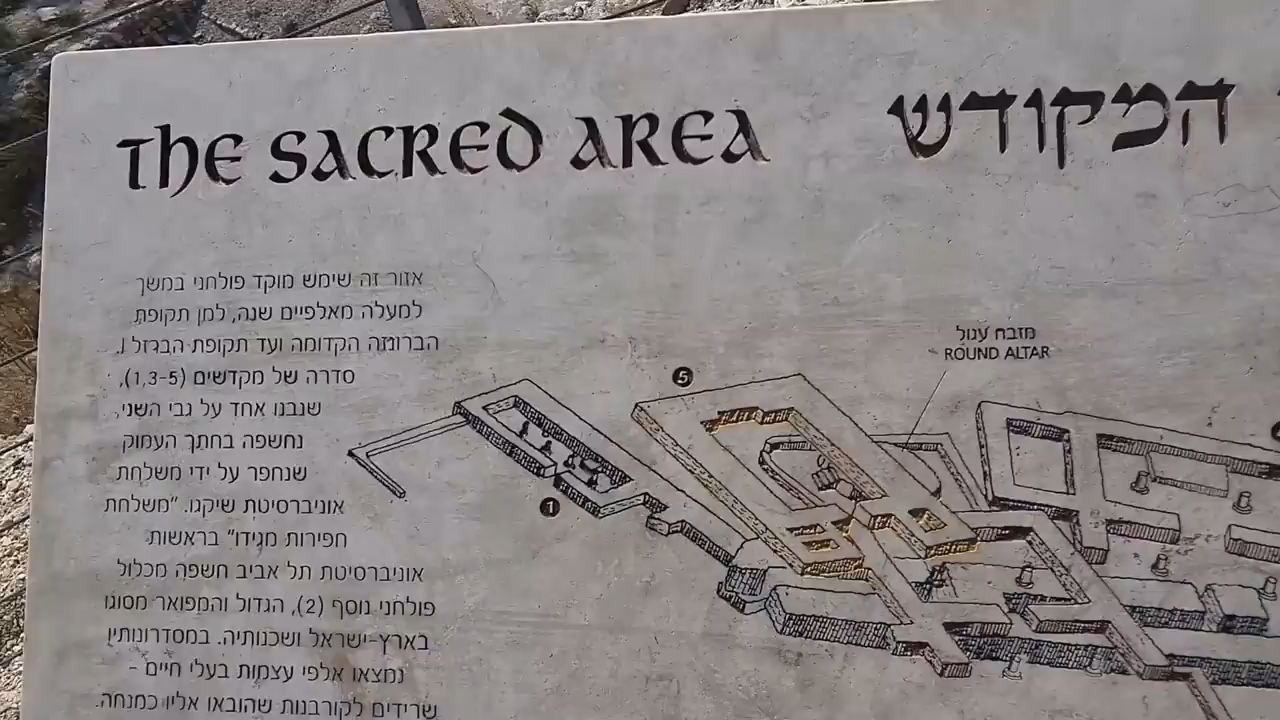 THE SACRED AREA
המקודש
אזור זה שימש מוקד פולחני במשך
למעלה מאלפיים שנה, למן תקופת
הברונזה הקדומה ועד תקופת הברזל I.
סדרה של מקדשים (1,3-5),
שנבנו אחד על גבי השני,
נחשפה בחתך העמוק
שנחפר על ידי משלחת
אוניברסיטת שיקגו. "משלחת
חפירות מגידו" בראשות
אוניברסיטת תל אביב חשפה מכלול
פולחני נוסף (2), הגדול והמפואר מסוגו
בארץ-ישראל ושכנותיה. במסדרונותיו
נמצאו אלפי עצמות בעלי חיים -
שרידים לקורבנות שהובאו אליו כמנחה.
מזבח עגול
ROUND ALTAR
5
1